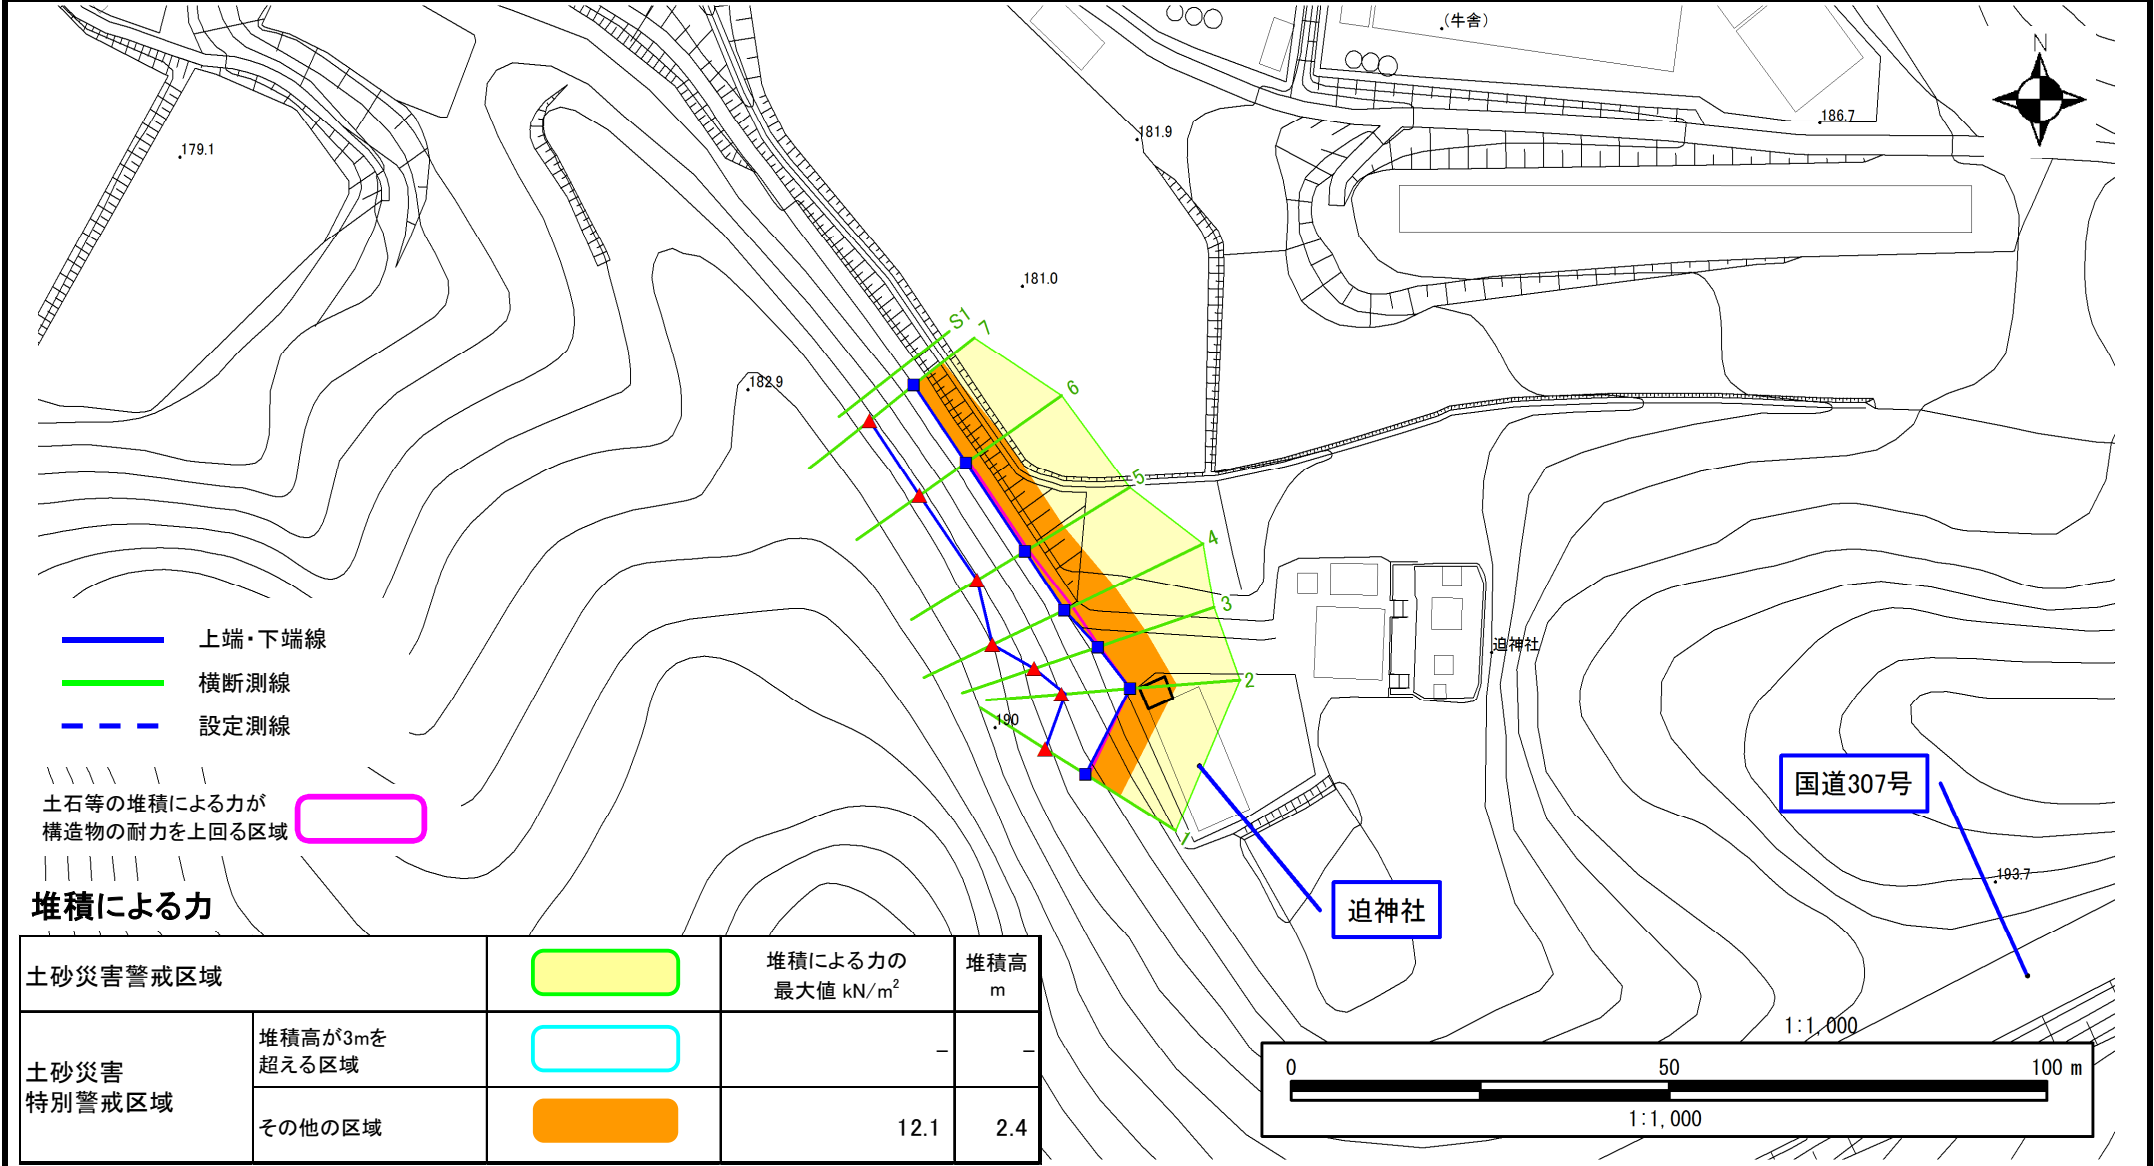 (牛舎)
N
186.7
181.9
179.1
181.0
S1
7
182.9
6
5
4
3
迫神社
2
190
1
上端・下端線
横断測線
設定測線
土石等の堆積による力が
構造物の耐力を上回る区域
国道307号
193.7
迫神社
堆積による力
土砂災害警戒区域
堆積による力の
最大値 kN/m²
堆積高
m
土砂災害
特別警戒区域
堆積高が3mを
超える区域
−
−
その他の区域
12.1
2.4
1:1,000
0
50
100 m
1:1,000